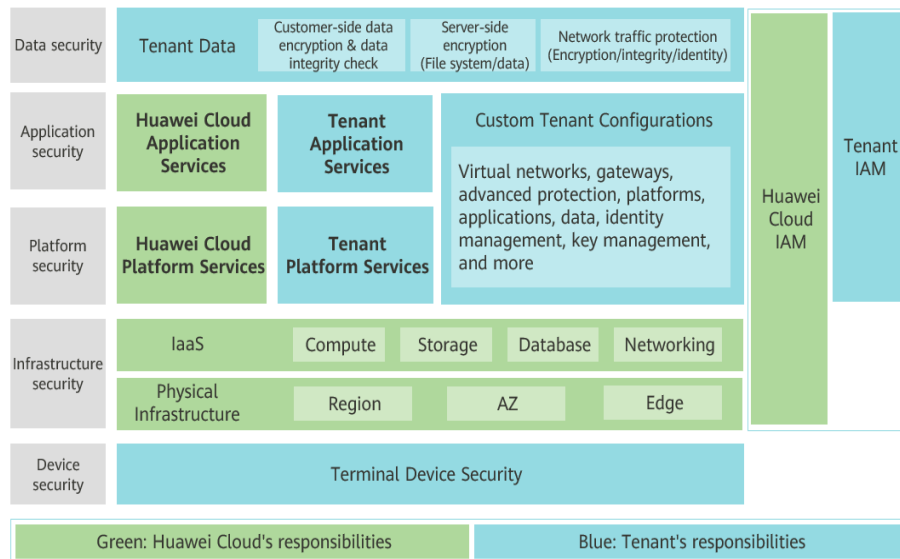 Data security
Tenant Data
Customer-side data
encryption & data
integrity check
Server-side
encryption
(File system/data)
Network traffic protection
(Encryption/integrity/identity)
Application
security
Huawei Cloud
Application
Services
Tenant
Application
Services
Custom Tenant Configurations
Virtual networks, gateways,
advanced protection, platforms,
applications, data, identity
management, key management,
and more
Platform
security
Huawei Cloud
Platform Services
Tenant
Platform Services
Huawei
Cloud
IAM
Tenant
IAM
Infrastructure
security
IaaS
Compute
Storage
Database
Networking
Physical
Infrastructure
Region
AZ
Edge
Device
security
Terminal Device Security
Green: Huawei Cloud's responsibilities
Blue: Tenant's responsibilities